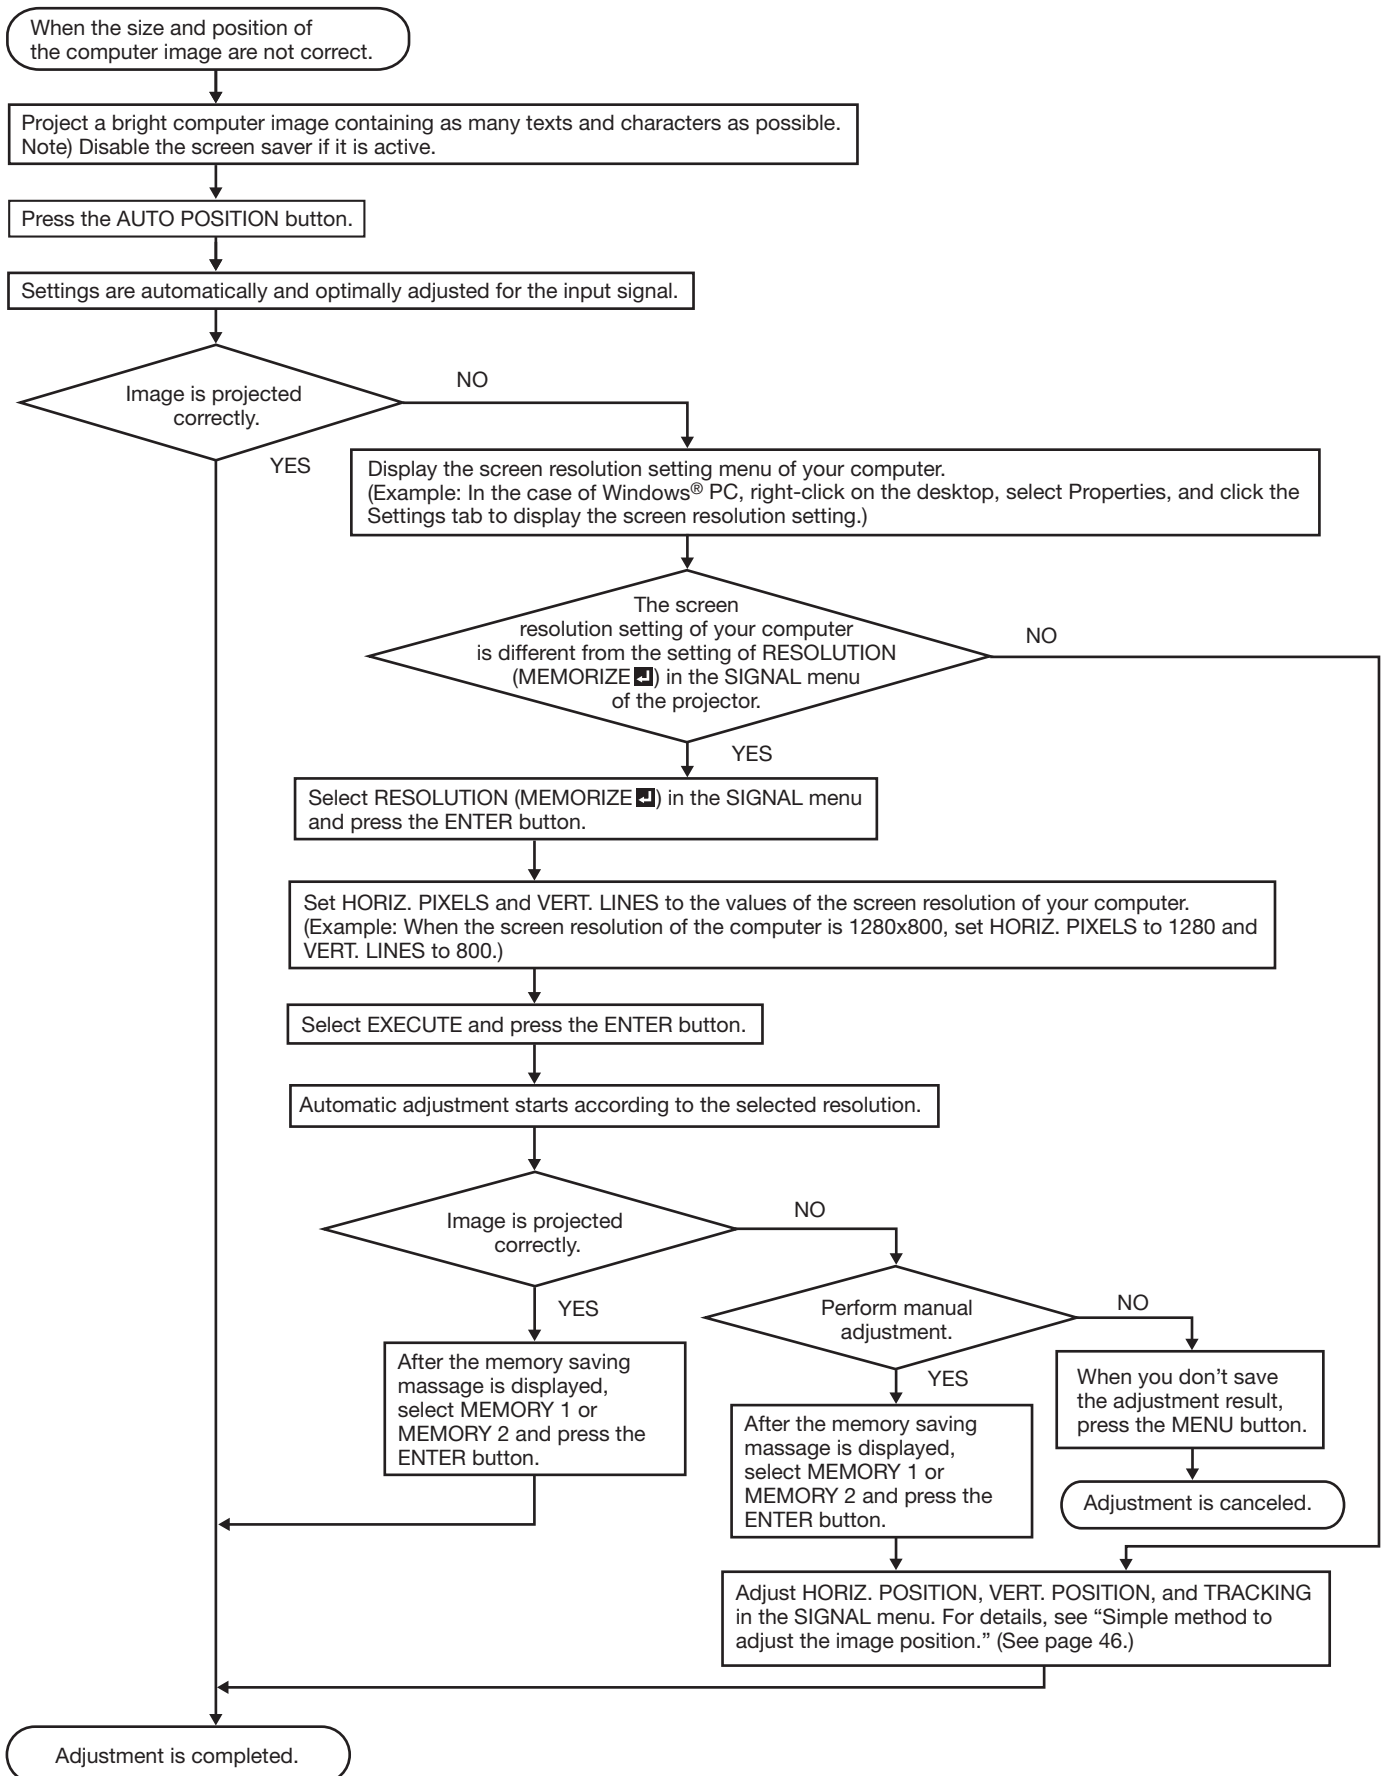 When the size and position of
the computer image are not correct.
Project a bright computer image containing as many texts and characters as possible.
Note) Disable the screen saver if it is active.
Press the AUTO POSITION button.
Settings are automatically and optimally adjusted for the input signal.
Image is projected
correctly.
NO
YES
Display the screen resolution setting menu of your computer.
(Example: In the case of Windows® PC, right-click on the desktop, select Properties, and click the
Settings tab to display the screen resolution setting.)
The screen
resolution setting of your computer
is different from the setting of RESOLUTION
(MEMORIZE↵) in the SIGNAL menu
of the projector.
NO
YES
Select RESOLUTION (MEMORIZE↵) in the SIGNAL menu
and press the ENTER button.
Set HORIZ. PIXELS and VERT. LINES to the values of the screen resolution of your computer.
(Example: When the screen resolution of the computer is 1280x800, set HORIZ. PIXELS to 1280 and
VERT. LINES to 800.)
Select EXECUTE and press the ENTER button.
Automatic adjustment starts according to the selected resolution.
Image is projected
correctly.
NO
YES
After the memory saving
massage is displayed,
select MEMORY 1 or
MEMORY 2 and press the
ENTER button.
Perform manual
adjustment.
NO
YES
When you don't save
the adjustment result,
press the MENU button.
Adjustment is canceled.
After the memory saving
massage is displayed,
select MEMORY 1 or
MEMORY 2 and press the
ENTER button.
Adjust HORIZ. POSITION, VERT. POSITION, and TRACKING
in the SIGNAL menu. For details, see “Simple method to
adjust the image position.” (See page 46.)
Adjustment is completed.